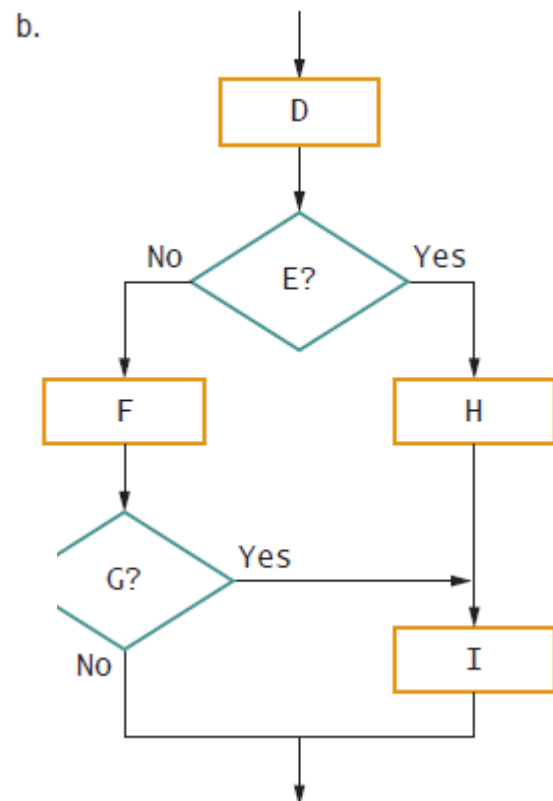 b.
D
No
E?
Yes
F
H
G?
Yes
No
I